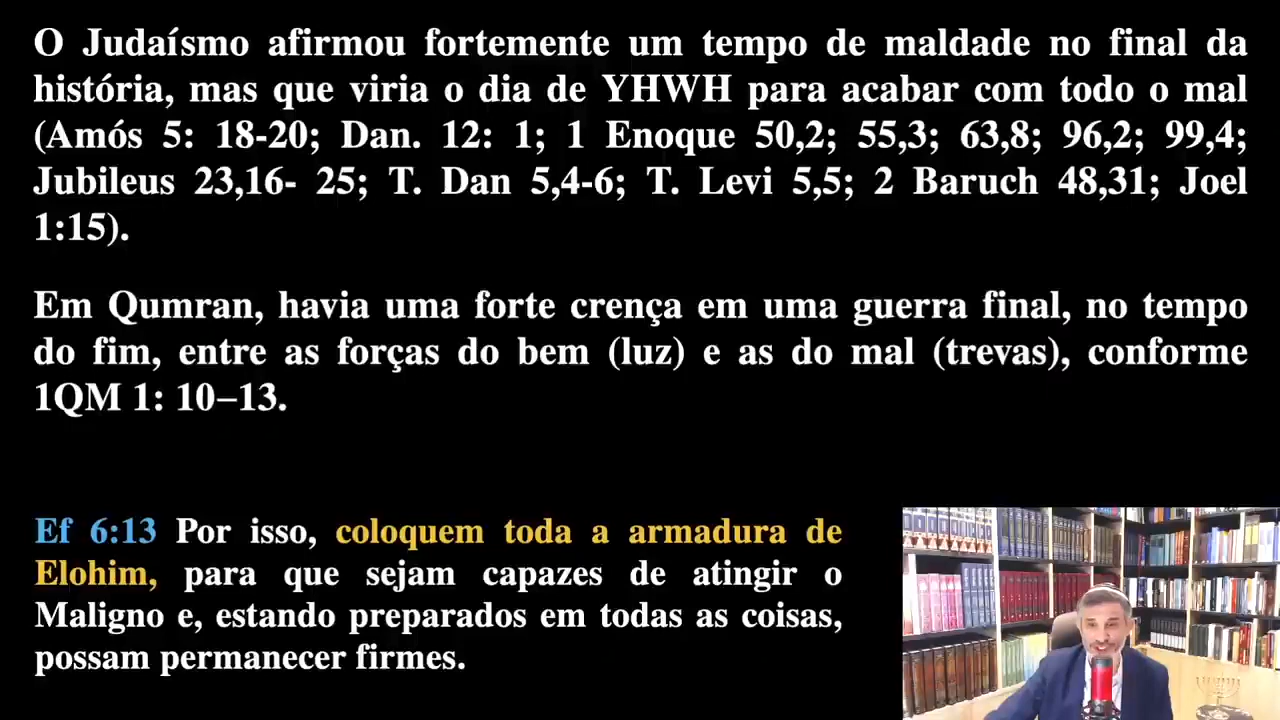 O Judaísmo afirmou fortemente um tempo de maldade no final da
história, mas que viria o dia de YHWH para acabar com todo o mal
(Amós 5: 18-20; Dan. 12: 1; 1 Enoque 50,2; 55,3; 63,8; 96,2; 99,4;
Jubileus 23,16- 25; T. Dan 5,4-6; T. Levi 5,5; 2 Baruch 48,31; Joel
1:15).
Em Qumran, havia uma forte crença em uma guerra final, no tempo
do fim, entre as forças do bem (luz) e as do mal (trevas), conforme
1QM 1: 10–13.
Ef 6:13 Por isso, coloquem toda a armadura de
Elohim, para que sejam capazes de atingir o
Maligno e, estando preparados em todas as coisas,
possam permanecer firmes.